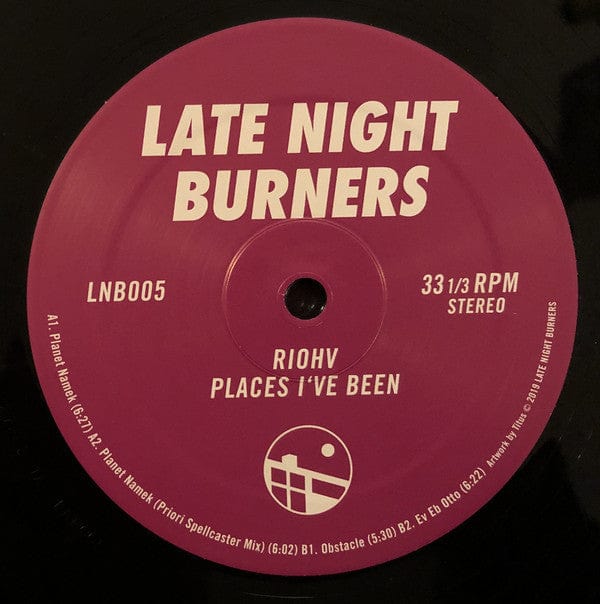 LATE NIGHT
BURNERS
LNB005
33 1/3 RPM
STEREO
RIOHV
PLACES I'VE BEEN
A1. Planet Namek (6:27) A2. Planet Namek (Priori Spellcaster Mix) (6:02) B1. Obstacle (5:30) B2. Ev Eb Otto (6:22) Artwork by Titus © 2019 LATE NIGHT BURNERS